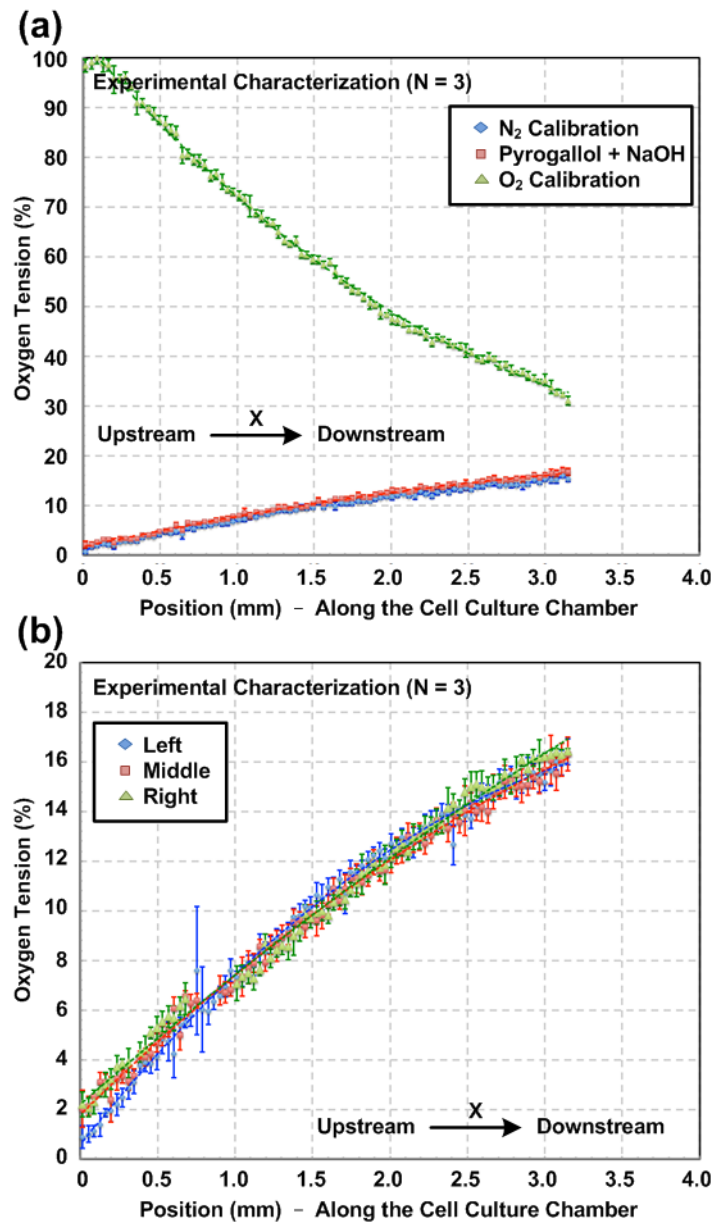 (a)
Experimental Characterization (N = 3)
N₂ Calibration
Pyrogallol + NaOH
O₂ Calibration
Oxygen Tension (%)
100
90
80
70
60
50
40
30
20
10
0
Upstream X Downstream
0 0.5 1.0 1.5 2.0 2.5 3.0 3.5 4.0
Position (mm) – Along the Cell Culture Chamber
(b)
Experimental Characterization (N = 3)
Left
Middle
Right
Oxygen Tension (%)
20
18
16
14
12
10
8
6
4
2
0
Upstream X Downstream
0 0.5 1.0 1.5 2.0 2.5 3.0 3.5 4.0
Position (mm) – Along the Cell Culture Chamber